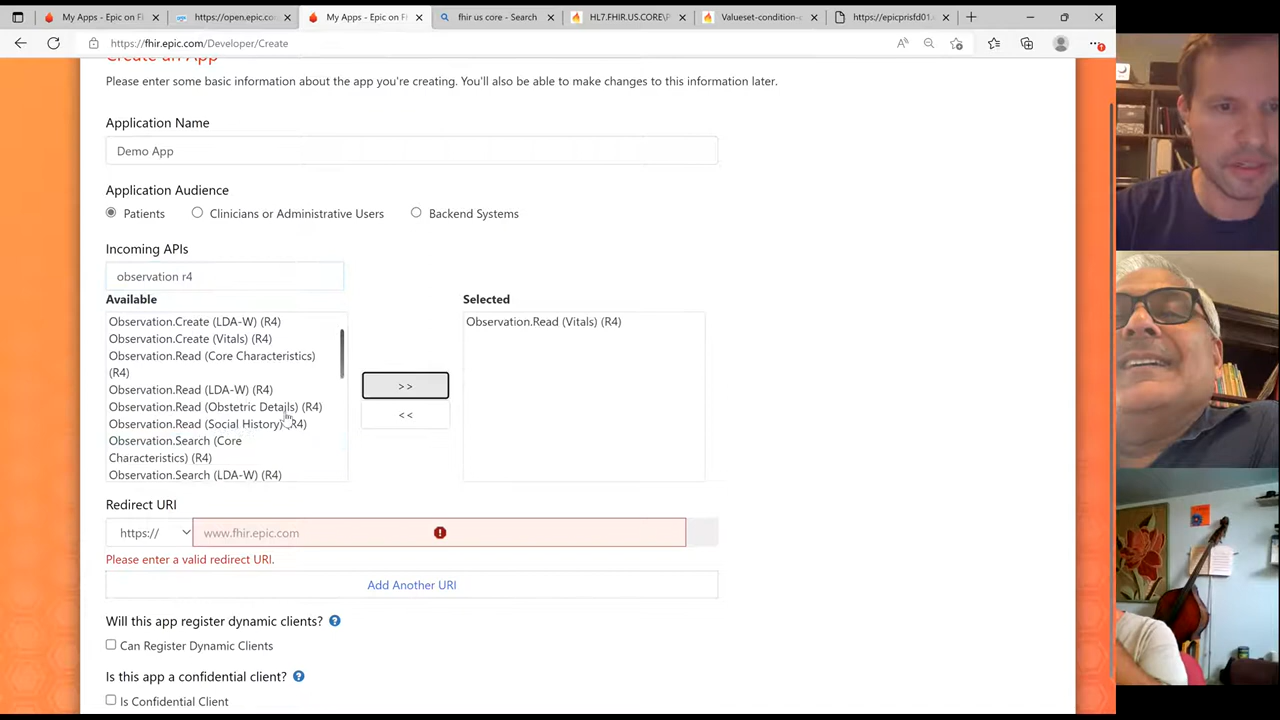 My Apps - Epic on F
https://open.epic.co
My Apps - Epic on FI
fhir us core - Search
HL7.FHIR.US.CORE\P
Valueset-condition-c
https://epicprisfd01.
https://fhir.epic.com/Developer/Create
Create an App
Please enter some basic information about the app you're creating. You'll also be able to make changes to this information later.
Application Name
Demo App
Application Audience
Patients
Clinicians or Administrative Users
Backend Systems
Incoming APIs
observation r4
Available
Selected
Observation.Create (LDA-W) (R4)
Observation.Create (Vitals) (R4)
Observation.Read (Core Characteristics)
(R4)
Observation.Read (LDA-W) (R4)
Observation.Read (Obstetric Details) (R4)
Observation.Read (Social History) (R4)
Observation.Search (Core
Characteristics) (R4)
Observation.Search (LDA-W) (R4)
Observation.Read (Vitals) (R4)
>>
<<
Redirect URI
https://
www.fhir.epic.com
Please enter a valid redirect URI.
Add Another URI
Will this app register dynamic clients?
Can Register Dynamic Clients
Is this app a confidential client?
Is Confidential Client